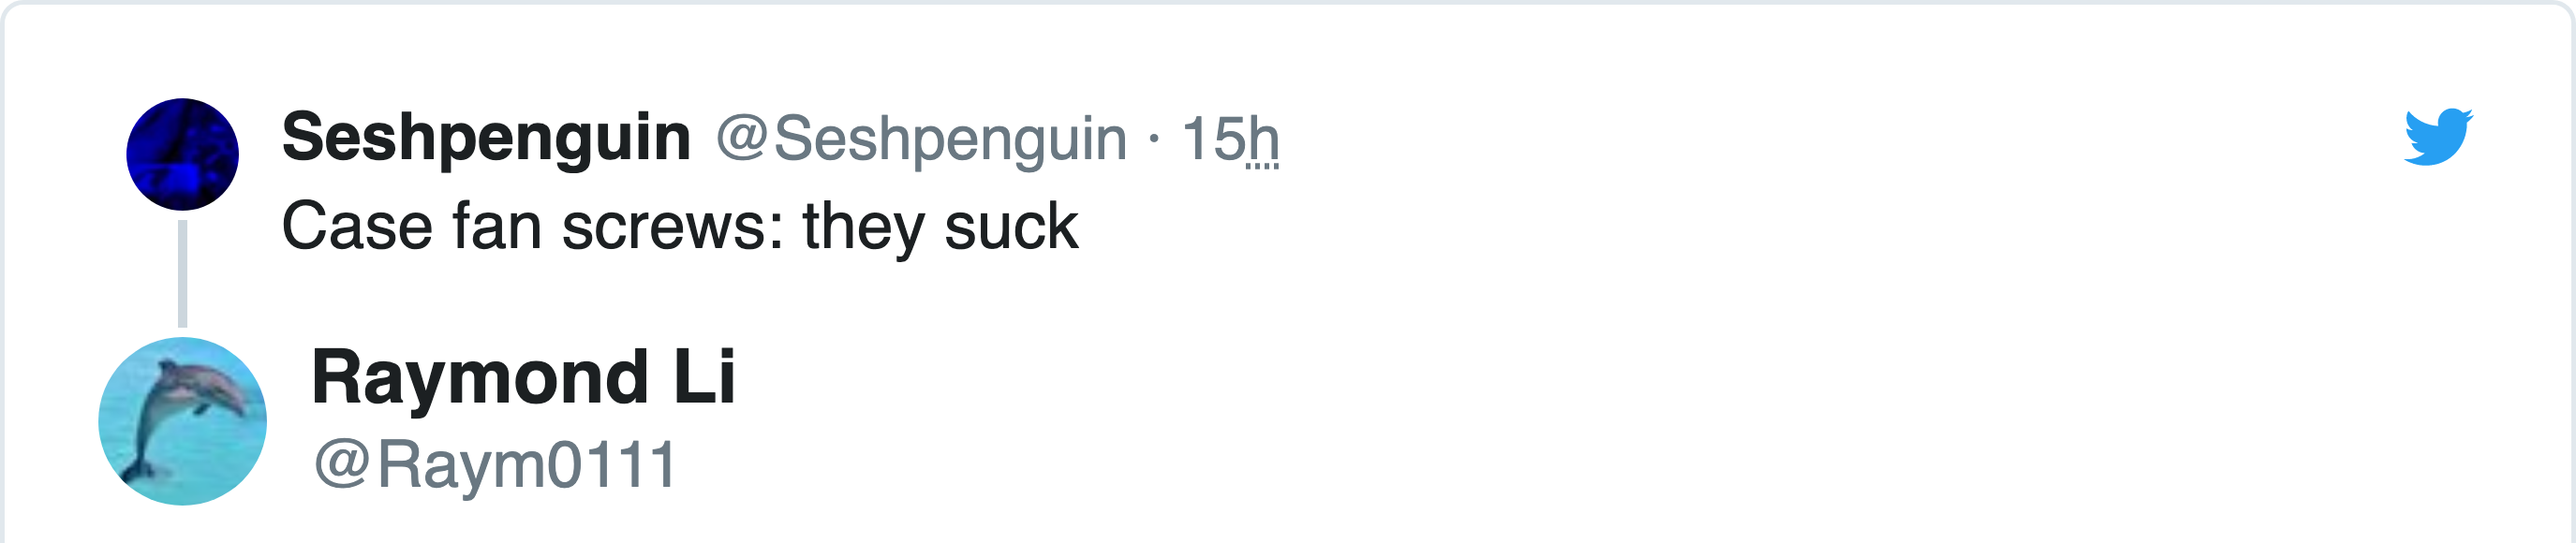 Seshpenguin @Seshpenguin · 15h
Case fan screws: they suck
Raymond Li
@Raym0111